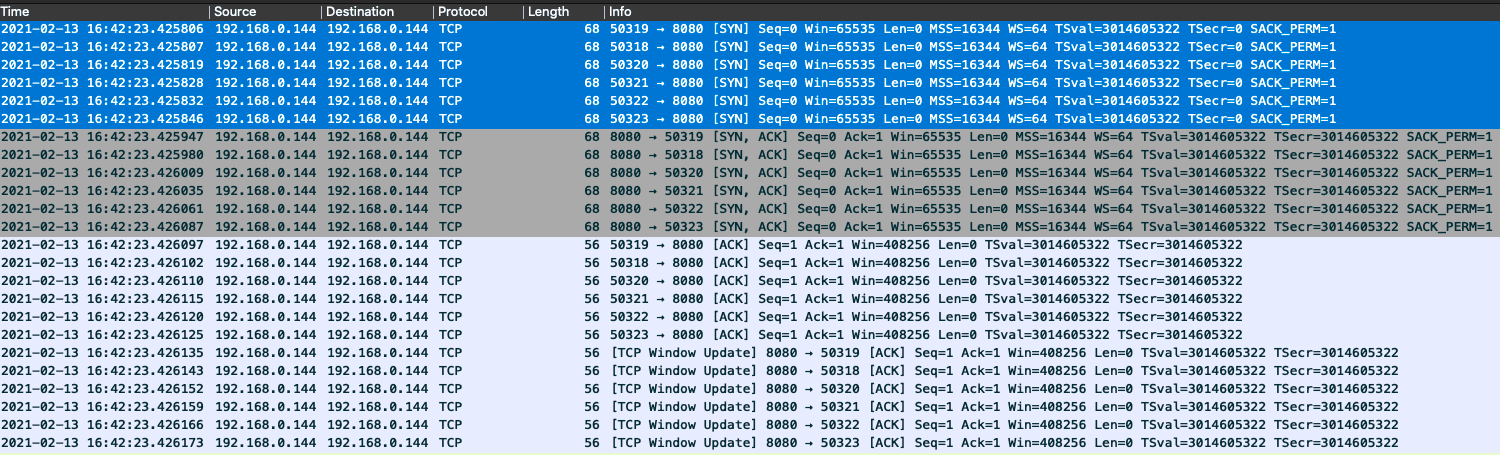 Time Source Destination Protocol Length Info
2021-02-13 16:42:23.425806 192.168.0.144 192.168.0.144 TCP 68 50319 → 8080 [SYN] Seq=0 Win=65535 Len=0 MSS=16344 WS=64 TSval=3014605322 TSecr=0 SACK_PERM=1
2021-02-13 16:42:23.425807 192.168.0.144 192.168.0.144 TCP 68 50318 → 8080 [SYN] Seq=0 Win=65535 Len=0 MSS=16344 WS=64 TSval=3014605322 TSecr=0 SACK_PERM=1
2021-02-13 16:42:23.425819 192.168.0.144 192.168.0.144 TCP 68 50320 → 8080 [SYN] Seq=0 Win=65535 Len=0 MSS=16344 WS=64 TSval=3014605322 TSecr=0 SACK_PERM=1
2021-02-13 16:42:23.425828 192.168.0.144 192.168.0.144 TCP 68 50321 → 8080 [SYN] Seq=0 Win=65535 Len=0 MSS=16344 WS=64 TSval=3014605322 TSecr=0 SACK_PERM=1
2021-02-13 16:42:23.425832 192.168.0.144 192.168.0.144 TCP 68 50322 → 8080 [SYN] Seq=0 Win=65535 Len=0 MSS=16344 WS=64 TSval=3014605322 TSecr=0 SACK_PERM=1
2021-02-13 16:42:23.425846 192.168.0.144 192.168.0.144 TCP 68 50323 → 8080 [SYN] Seq=0 Win=65535 Len=0 MSS=16344 WS=64 TSval=3014605322 TSecr=0 SACK_PERM=1
2021-02-13 16:42:23.425947 192.168.0.144 192.168.0.144 TCP 68 8080 → 50319 [SYN, ACK] Seq=0 Ack=1 Win=65535 Len=0 MSS=16344 WS=64 TSval=3014605322 TSecr=3014605322 SACK_PERM=1
2021-02-13 16:42:23.425980 192.168.0.144 192.168.0.144 TCP 68 8080 → 50318 [SYN, ACK] Seq=0 Ack=1 Win=65535 Len=0 MSS=16344 WS=64 TSval=3014605322 TSecr=3014605322 SACK_PERM=1
2021-02-13 16:42:23.426009 192.168.0.144 192.168.0.144 TCP 68 8080 → 50320 [SYN, ACK] Seq=0 Ack=1 Win=65535 Len=0 MSS=16344 WS=64 TSval=3014605322 TSecr=3014605322 SACK_PERM=1
2021-02-13 16:42:23.426035 192.168.0.144 192.168.0.144 TCP 68 8080 → 50321 [SYN, ACK] Seq=0 Ack=1 Win=65535 Len=0 MSS=16344 WS=64 TSval=3014605322 TSecr=3014605322 SACK_PERM=1
2021-02-13 16:42:23.426061 192.168.0.144 192.168.0.144 TCP 68 8080 → 50322 [SYN, ACK] Seq=0 Ack=1 Win=65535 Len=0 MSS=16344 WS=64 TSval=3014605322 TSecr=3014605322 SACK_PERM=1
2021-02-13 16:42:23.426087 192.168.0.144 192.168.0.144 TCP 68 8080 → 50323 [SYN, ACK] Seq=0 Ack=1 Win=65535 Len=0 MSS=16344 WS=64 TSval=3014605322 TSecr=3014605322 SACK_PERM=1
2021-02-13 16:42:23.426097 192.168.0.144 192.168.0.144 TCP 56 50319 → 8080 [ACK] Seq=1 Ack=1 Win=408256 Len=0 TSval=3014605322 TSecr=3014605322
2021-02-13 16:42:23.426102 192.168.0.144 192.168.0.144 TCP 56 50318 → 8080 [ACK] Seq=1 Ack=1 Win=408256 Len=0 TSval=3014605322 TSecr=3014605322
2021-02-13 16:42:23.426110 192.168.0.144 192.168.0.144 TCP 56 50320 → 8080 [ACK] Seq=1 Ack=1 Win=408256 Len=0 TSval=3014605322 TSecr=3014605322
2021-02-13 16:42:23.426115 192.168.0.144 192.168.0.144 TCP 56 50321 → 8080 [ACK] Seq=1 Ack=1 Win=408256 Len=0 TSval=3014605322 TSecr=3014605322
2021-02-13 16:42:23.426120 192.168.0.144 192.168.0.144 TCP 56 50322 → 8080 [ACK] Seq=1 Ack=1 Win=408256 Len=0 TSval=3014605322 TSecr=3014605322
2021-02-13 16:42:23.426125 192.168.0.144 192.168.0.144 TCP 56 50323 → 8080 [ACK] Seq=1 Ack=1 Win=408256 Len=0 TSval=3014605322 TSecr=3014605322
2021-02-13 16:42:23.426135 192.168.0.144 192.168.0.144 TCP 56 [TCP Window Update] 8080 → 50319 [ACK] Seq=1 Ack=1 Win=408256 Len=0 TSval=3014605322 TSecr=3014605322
2021-02-13 16:42:23.426143 192.168.0.144 192.168.0.144 TCP 56 [TCP Window Update] 8080 → 50318 [ACK] Seq=1 Ack=1 Win=408256 Len=0 TSval=3014605322 TSecr=3014605322
2021-02-13 16:42:23.426152 192.168.0.144 192.168.0.144 TCP 56 [TCP Window Update] 8080 → 50320 [ACK] Seq=1 Ack=1 Win=408256 Len=0 TSval=3014605322 TSecr=3014605322
2021-02-13 16:42:23.426159 192.168.0.144 192.168.0.144 TCP 56 [TCP Window Update] 8080 → 50321 [ACK] Seq=1 Ack=1 Win=408256 Len=0 TSval=3014605322 TSecr=3014605322
2021-02-13 16:42:23.426166 192.168.0.144 192.168.0.144 TCP 56 [TCP Window Update] 8080 → 50322 [ACK] Seq=1 Ack=1 Win=408256 Len=0 TSval=3014605322 TSecr=3014605322
2021-02-13 16:42:23.426173 192.168.0.144 192.168.0.144 TCP 56 [TCP Window Update] 8080 → 50323 [ACK] Seq=1 Ack=1 Win=408256 Len=0 TSval=3014605322 TSecr=3014605322